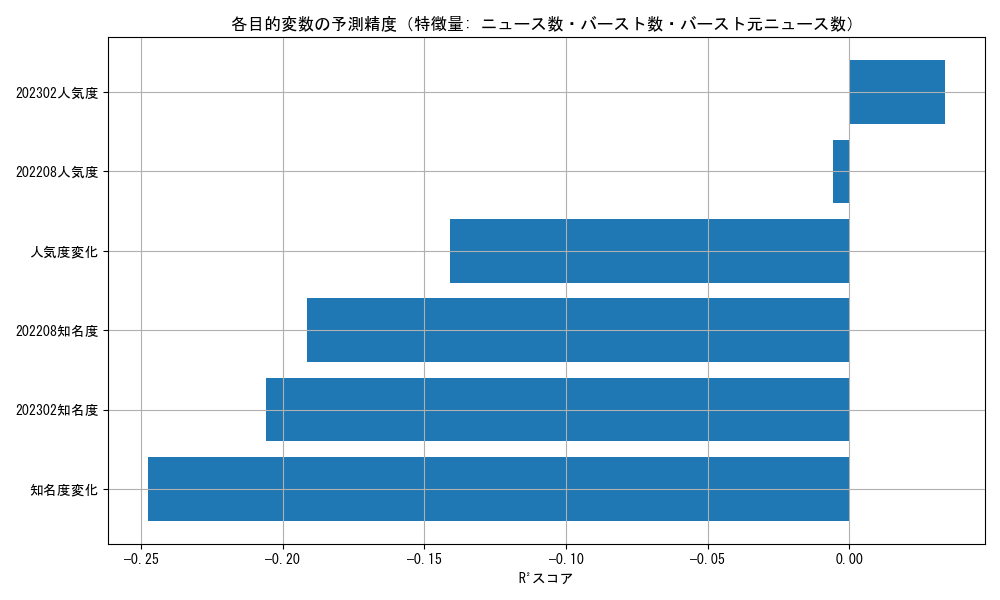 各目的変数の予測精度（特徴量: ニュース数・バースト数・バースト元ニュース数）
202302人気度
202208人気度
人気度変化
202208知名度
202302知名度
知名度変化
−0.25
−0.20
−0.15
−0.10
−0.05
0.00
R²スコア